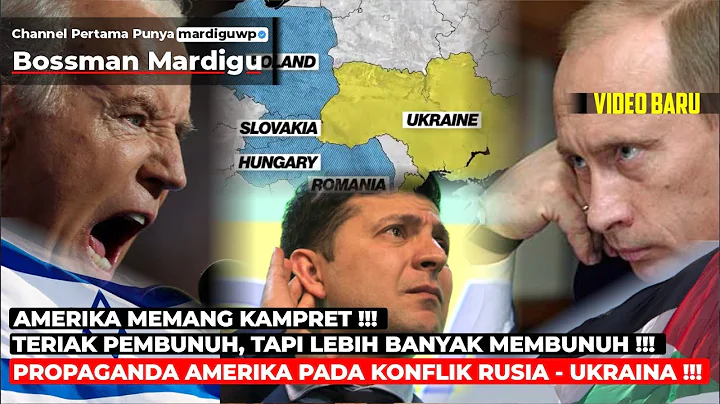 Channel Pertama Punya mardiguwp
Bossman Mardigu
VIDEO BARU
OLAND
UKRAINE
SLOVAKIA
HUNGARY
ROMANIA
AMERIKA MEMANG KAMPRET !!!
TERIAK PEMBUNUH, TAPI LEBIH BANYAK MEMBUNUH !!!
PROPAGANDA AMERIKA PADA KONFLIK RUSIA - UKRAINA !!!